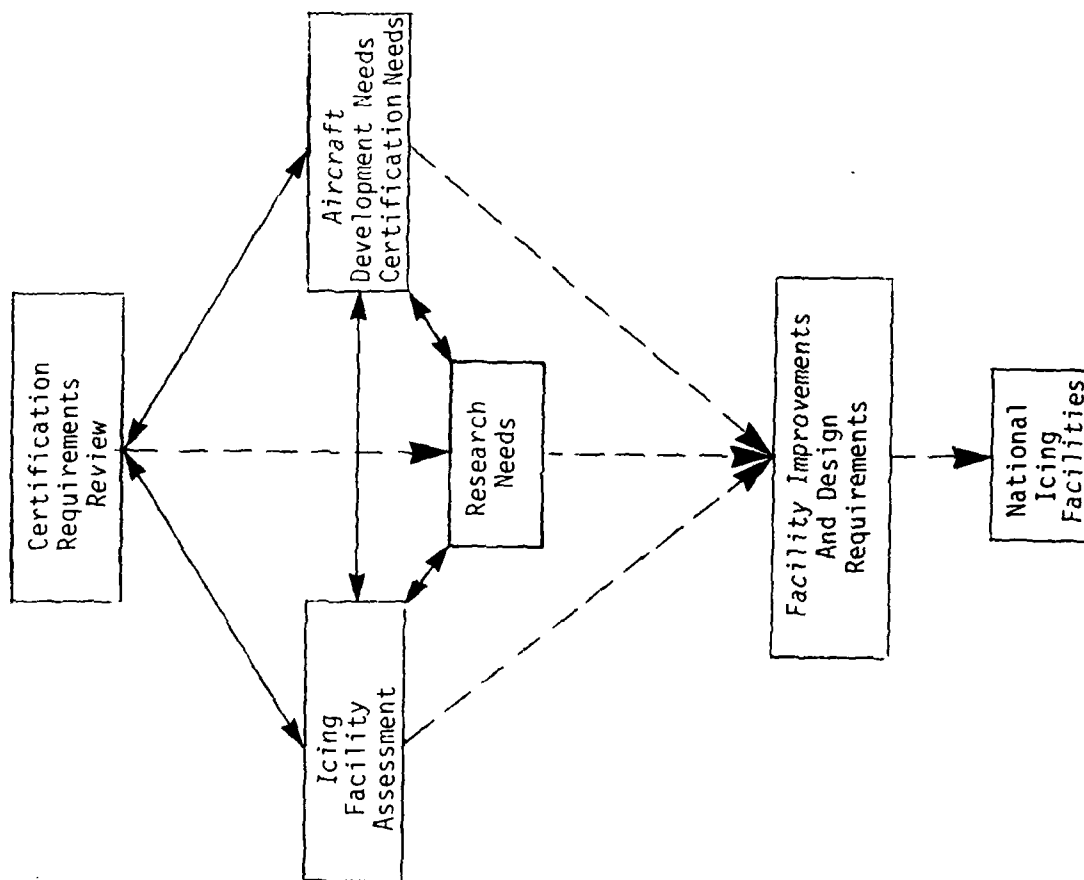 Certification
Requirements
Review
Icing
Facility
Assessment
Aircraft
Development Needs
Certification Needs
Research
Needs
Facility Improvements
And Design
Requirements
National
Icing
Facilities